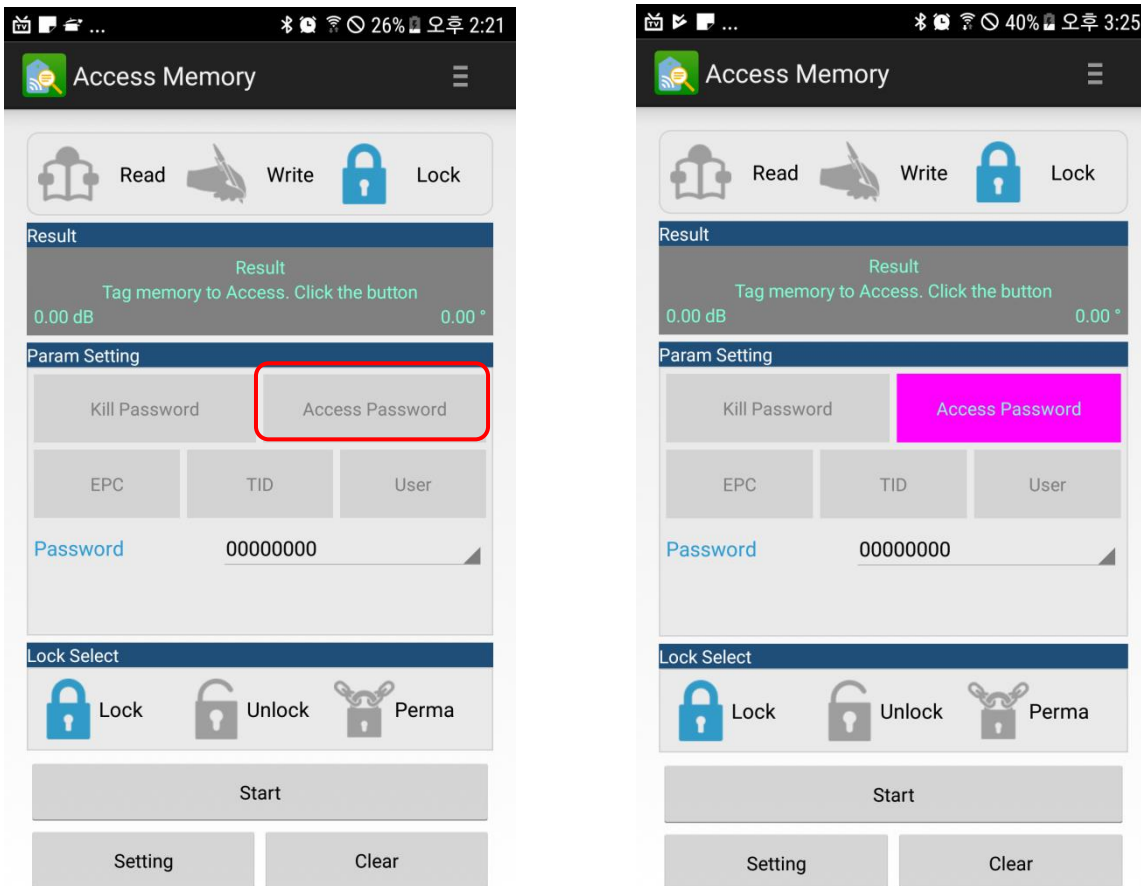 ... 26% 오후 2:21
Access Memory
Read Write Lock
Result
Result
Tag memory to Access. Click the button
0.00 dB 0.00 °
Param Setting
Kill Password Access Password
EPC TID User
Password 00000000
Lock Select
Lock Unlock Perma
Start
Setting Clear
... 40% 오후 3:25
Access Memory
Read Write Lock
Result
Result
Tag memory to Access. Click the button
0.00 dB 0.00 °
Param Setting
Kill Password Access Password
EPC TID User
Password 00000000
Lock Select
Lock Unlock Perma
Start
Setting Clear